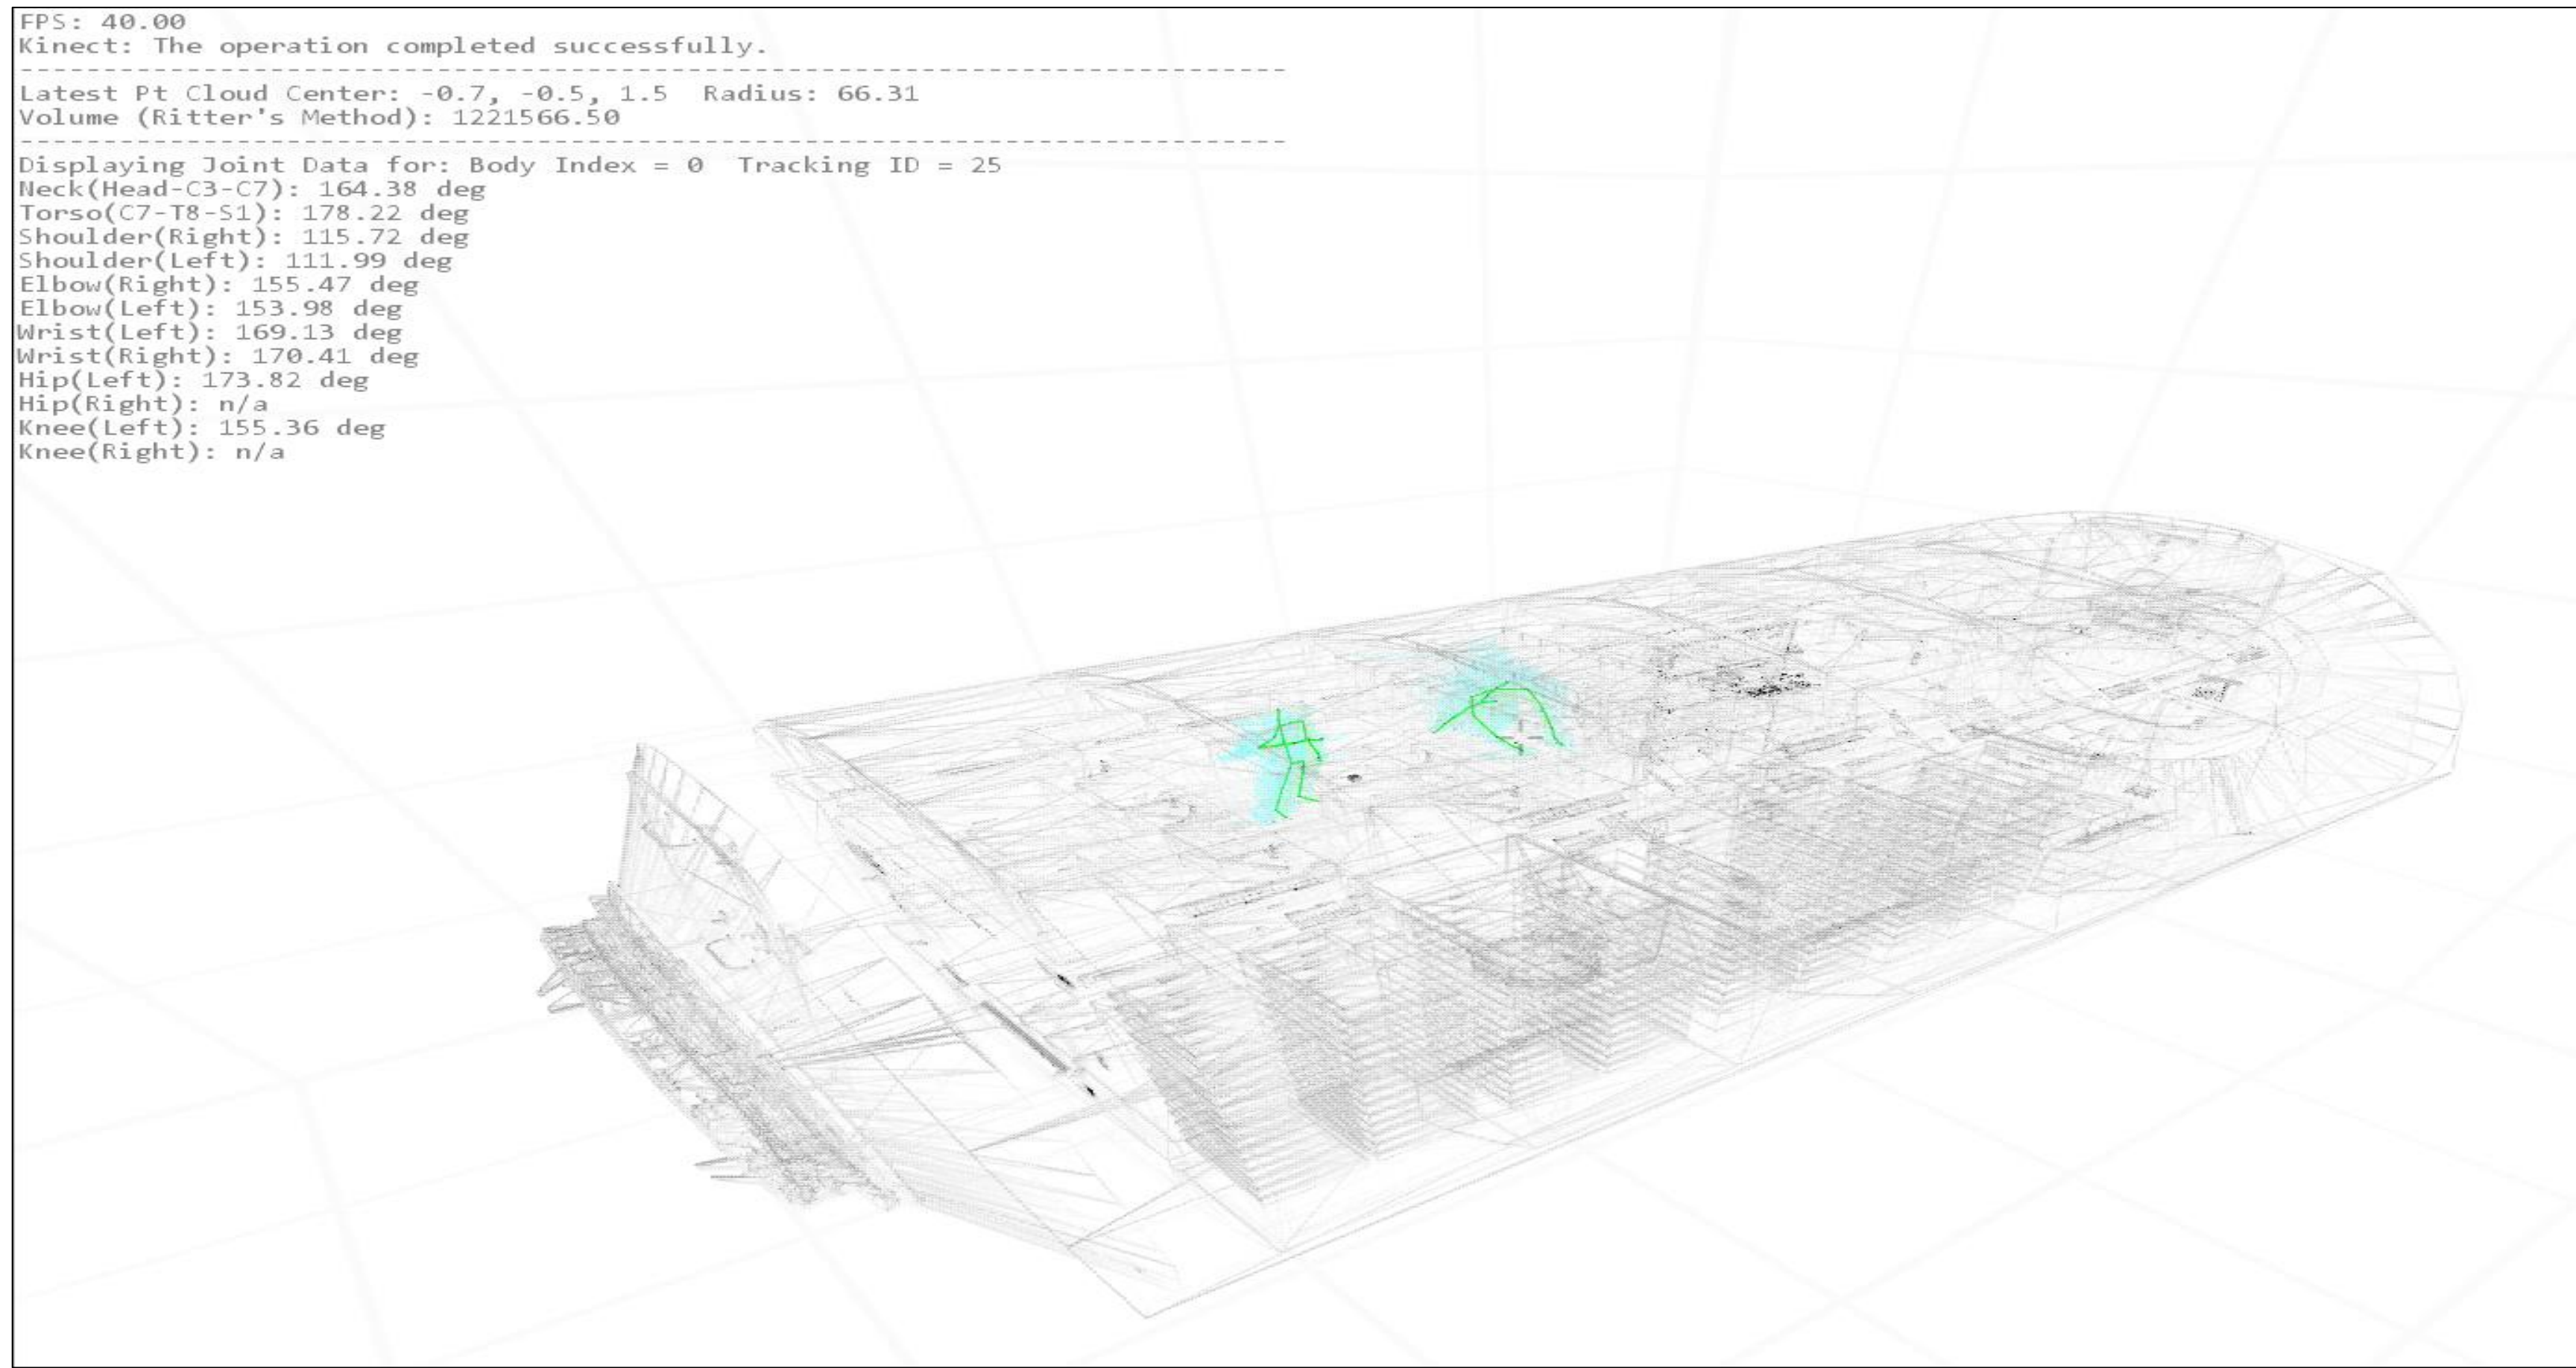 FPS: 40.00
Kinect: The operation completed successfully.
-----------------------------------------------------------------------------
Latest Pt Cloud Center: -0.7, -0.5, 1.5  Radius: 66.31
Volume (Ritter's Method): 1221566.50
-----------------------------------------------------------------------------
Displaying Joint Data for: Body Index = 0  Tracking ID = 25
Neck(Head-C3-C7): 164.38 deg
Torso(C7-T8-S1): 178.22 deg
Shoulder(Right): 115.72 deg
Shoulder(Left): 111.99 deg
Elbow(Right): 155.47 deg
Elbow(Left): 153.98 deg
Wrist(Left): 169.13 deg
Wrist(Right): 170.41 deg
Hip(Left): 173.82 deg
Hip(Right): n/a
Knee(Left): 155.36 deg
Knee(Right): n/a